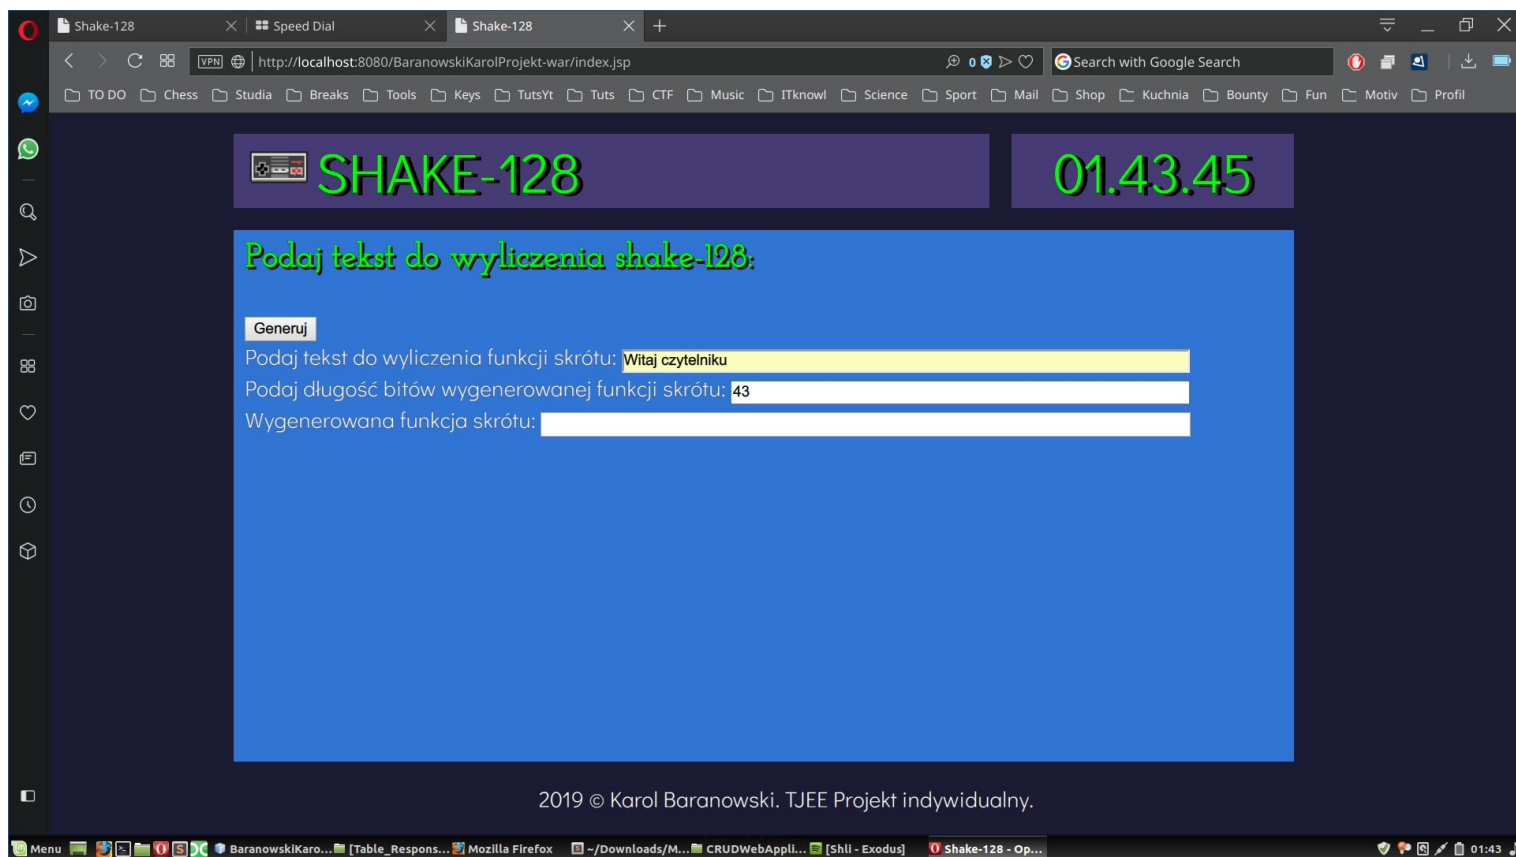 Shake-128 Speed Dial Shake-128
VPN http://localhost:8080/BaranowskiKarolProjekt-war/index.jsp 0 Search with Google Search
TO DO Chess Studia Breaks Tools Keys TutsYt Tuts CTF Music ITknowl Science Sport Mail Shop Kuchnia Bounty Fun Motiv Profil
SHAKE-128 01.43.45
Podaj tekst do wyliczenia shake-128:
Generuj
Podaj tekst do wyliczenia funkcji skrótu: Witaj czytelniku
Podaj długość bitów wygenerowanej funkcji skrótu: 43
Wygenerowana funkcja skrótu:
2019 © Karol Baranowski. TJEE Projekt indywidualny.
Menu BaranowskiKaro... [Table_Respons... Mozilla Firefox ~/Downloads/M... CRUDWebAppli... [Shli - Exodus] Shake-128 - Op... 01:43